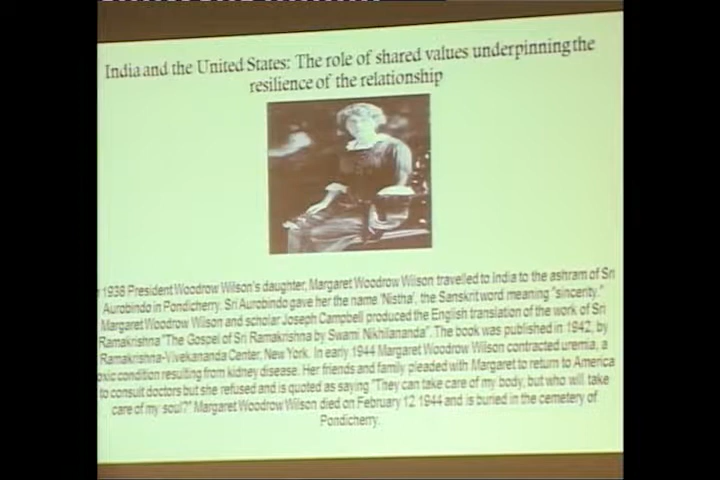 India and the United States: The role of shared values underpinning the
resilience of the relationship
1938 President Woodrow Wilson's daughter, Margaret Woodrow Wilson travelled to India to the ashram of Sri
Aurobindo in Pondicherry. Sri Aurobindo gave her the name 'Nistha', the Sanskrit word meaning "sincerity."
Margaret Woodrow Wilson and scholar Joseph Campbell produced the English translation of the work of Sri
Ramakrishna "The Gospel of Sri Ramakrishna by Swami Nikhilananda". The book was published in 1942, by
Ramakrishna-Vivekananda Center, New York. In early 1944 Margaret Woodrow Wilson contracted uremia, a
oxic condition resulting from kidney disease. Her friends and family pleaded with Margaret to return to America
to consult doctors but she refused and is quoted as saying "They can take care of my body, but who will take
care of my soul?" Margaret Woodrow Wilson died on February 12 1944 and is buried in the cemetery of
Pondicherry.